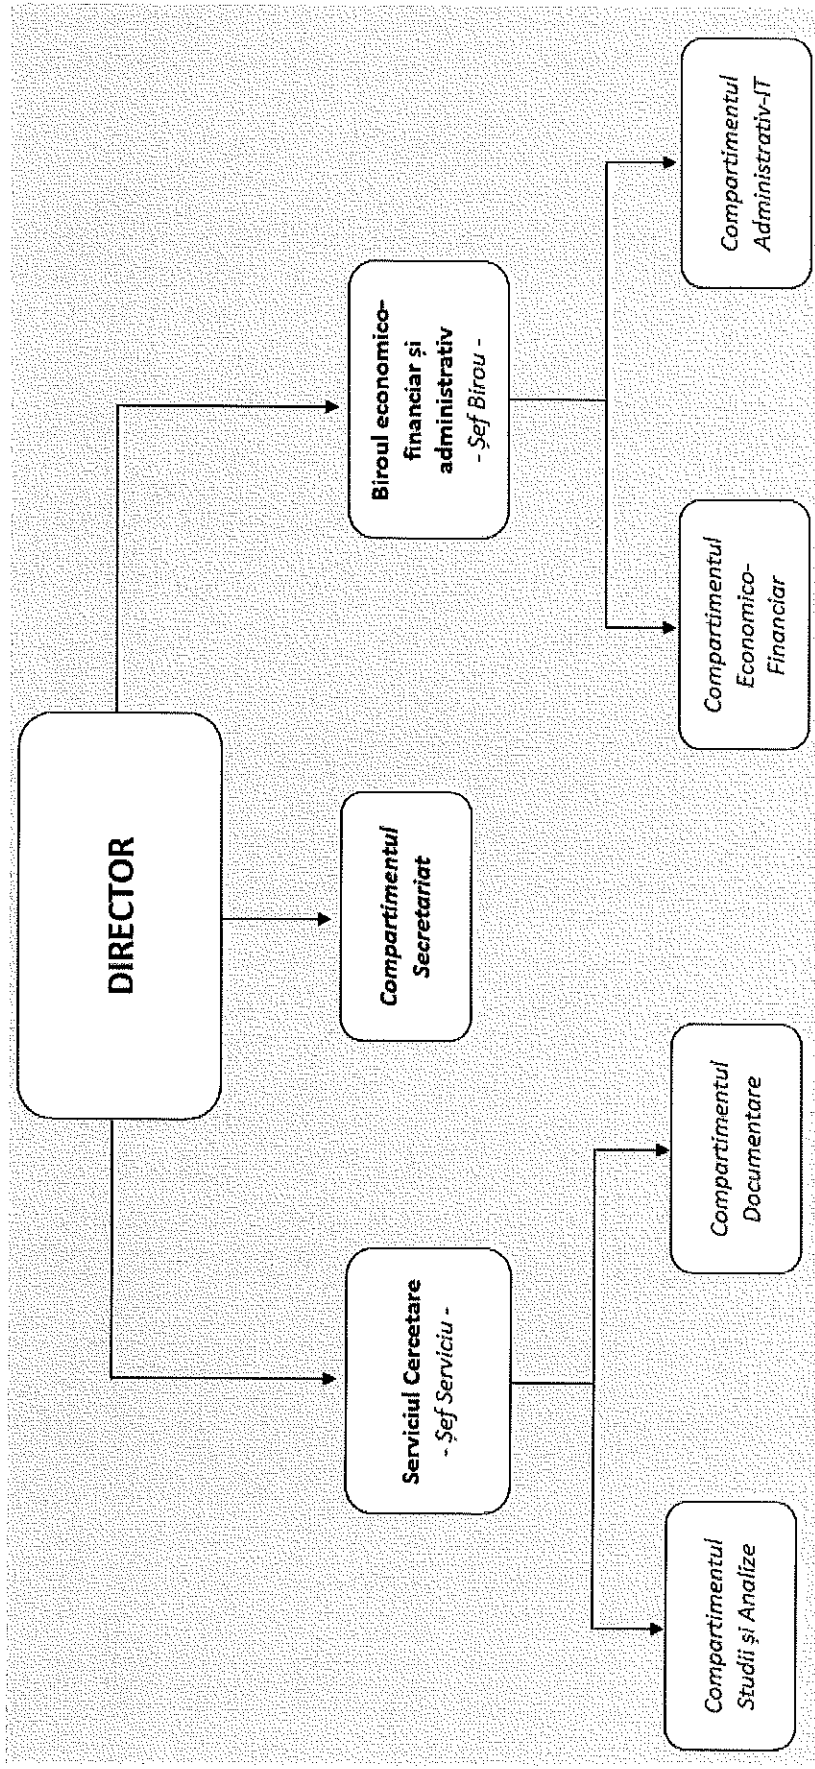 DIRECTOR
Serviciul Cercetare
- Șef Serviciu -
Compartimentul
Secretariat
Biroul economico-
financiar și
administrativ
- Șef Birou -
Compartimentul
Studii și Analize
Compartimentul
Documentare
Compartimentul
Economico-
Financiar
Compartimentul
Administrativ-IT